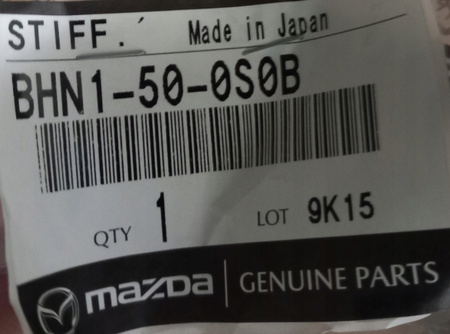 STIFF. Made in Japan
BHN1-50-0S0B
QTY 1 LOT 9K15
mazda GENUINE PARTS